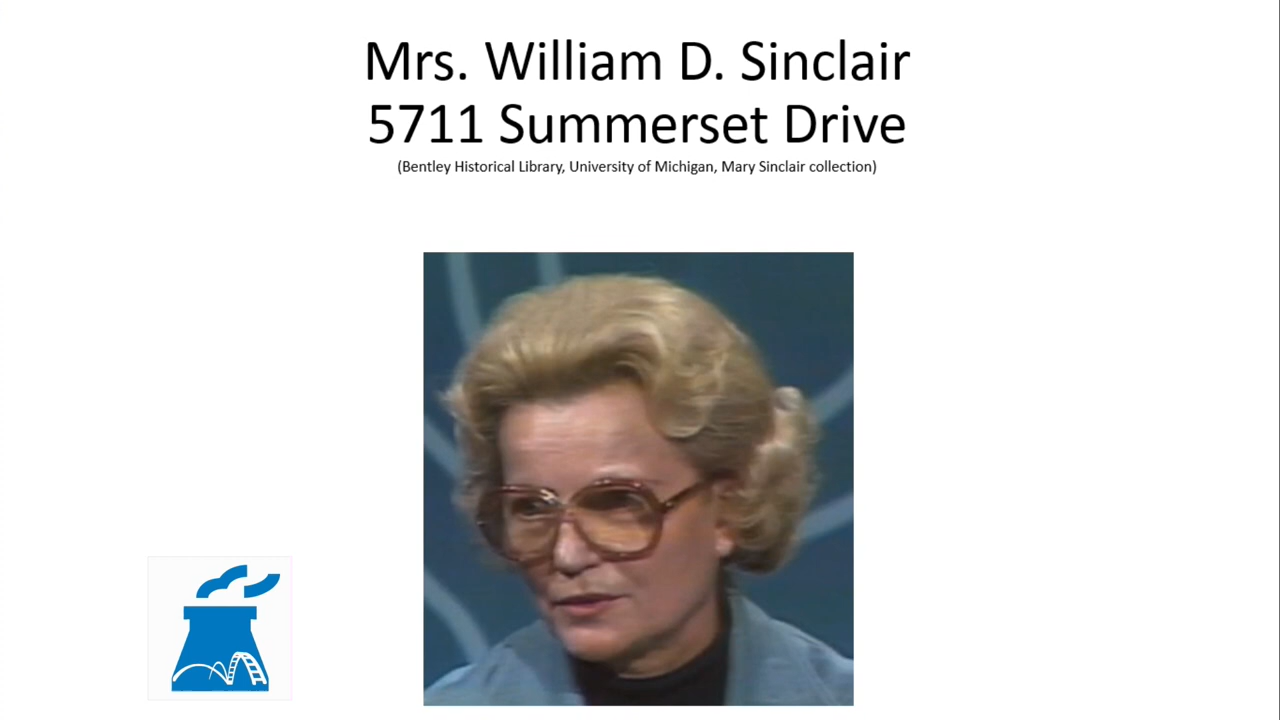 Mrs. William D. Sinclair
5711 Summerset Drive
(Bentley Historical Library, University of Michigan, Mary Sinclair collection)